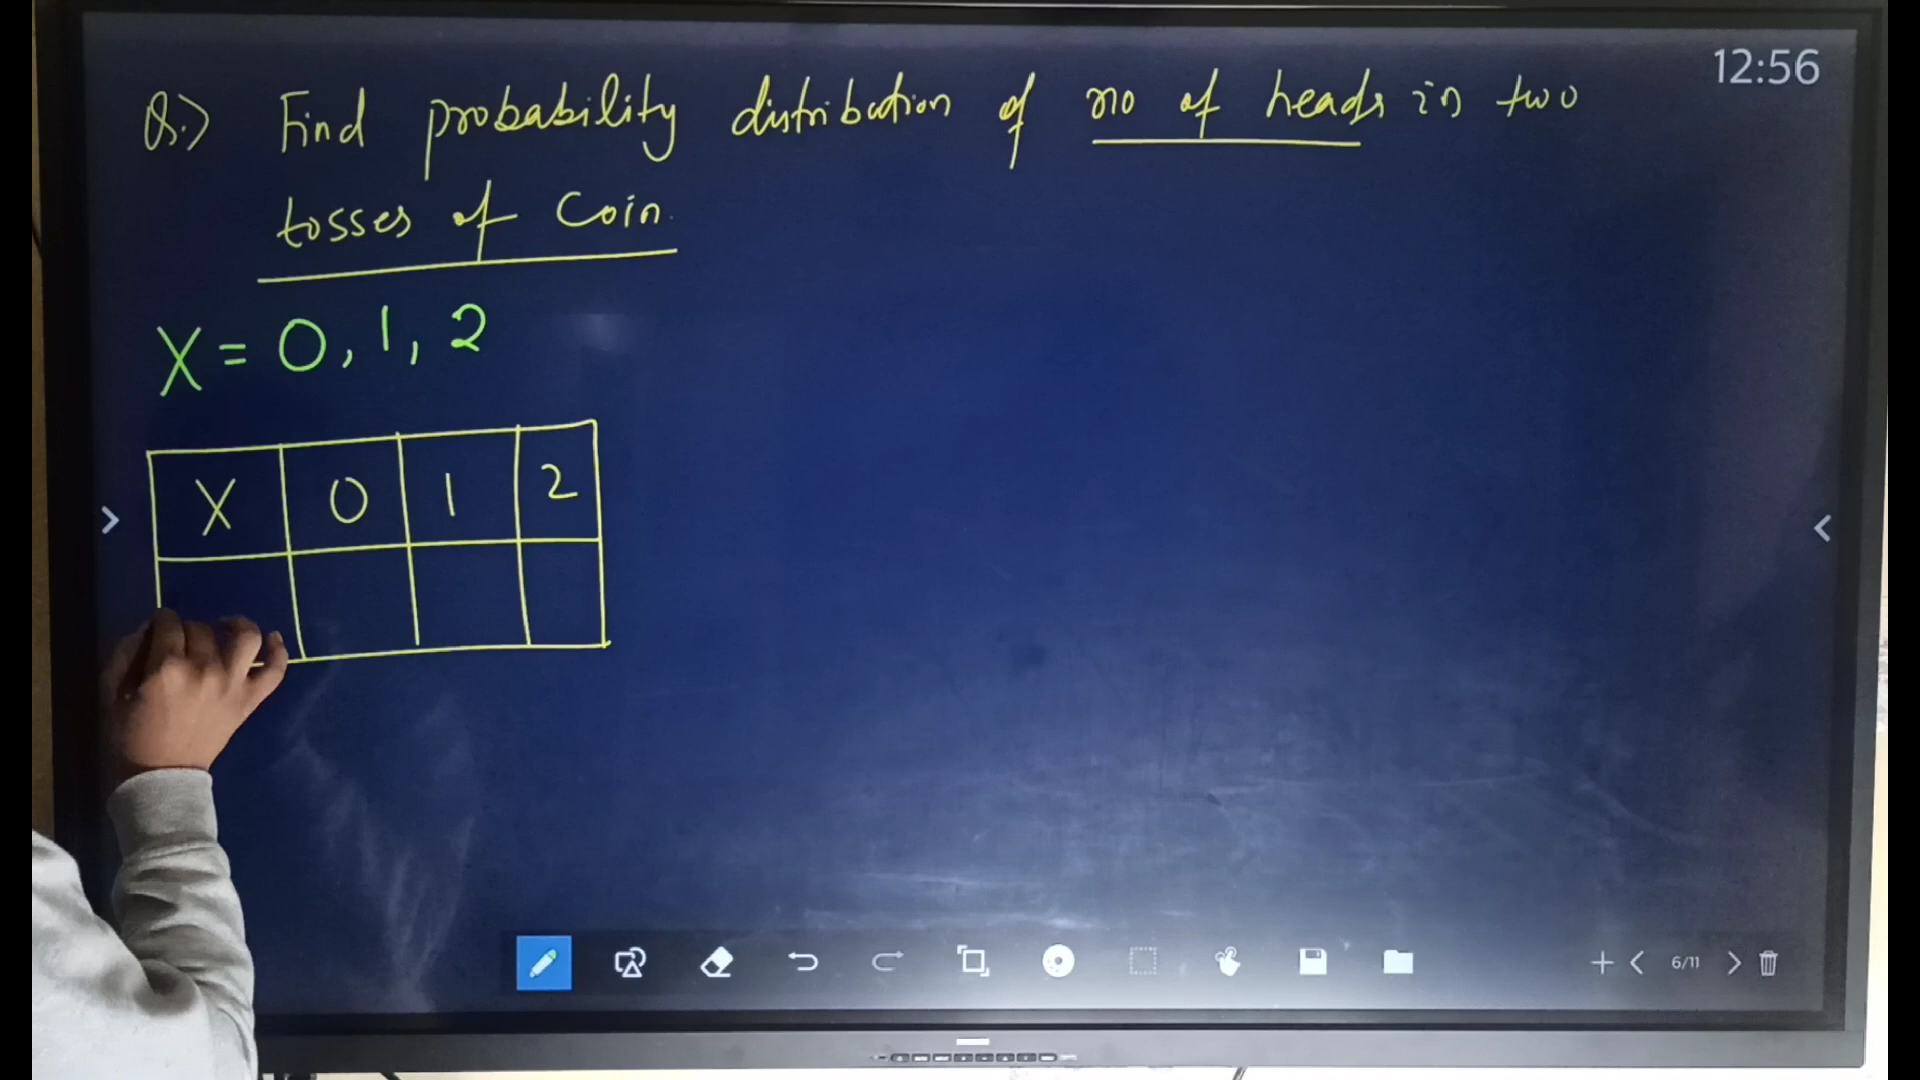 12:56
Q.) Find probability distribution of no of heads in two
tosses of Coin.
X = 0, 1, 2
X 0 1 2
6/11